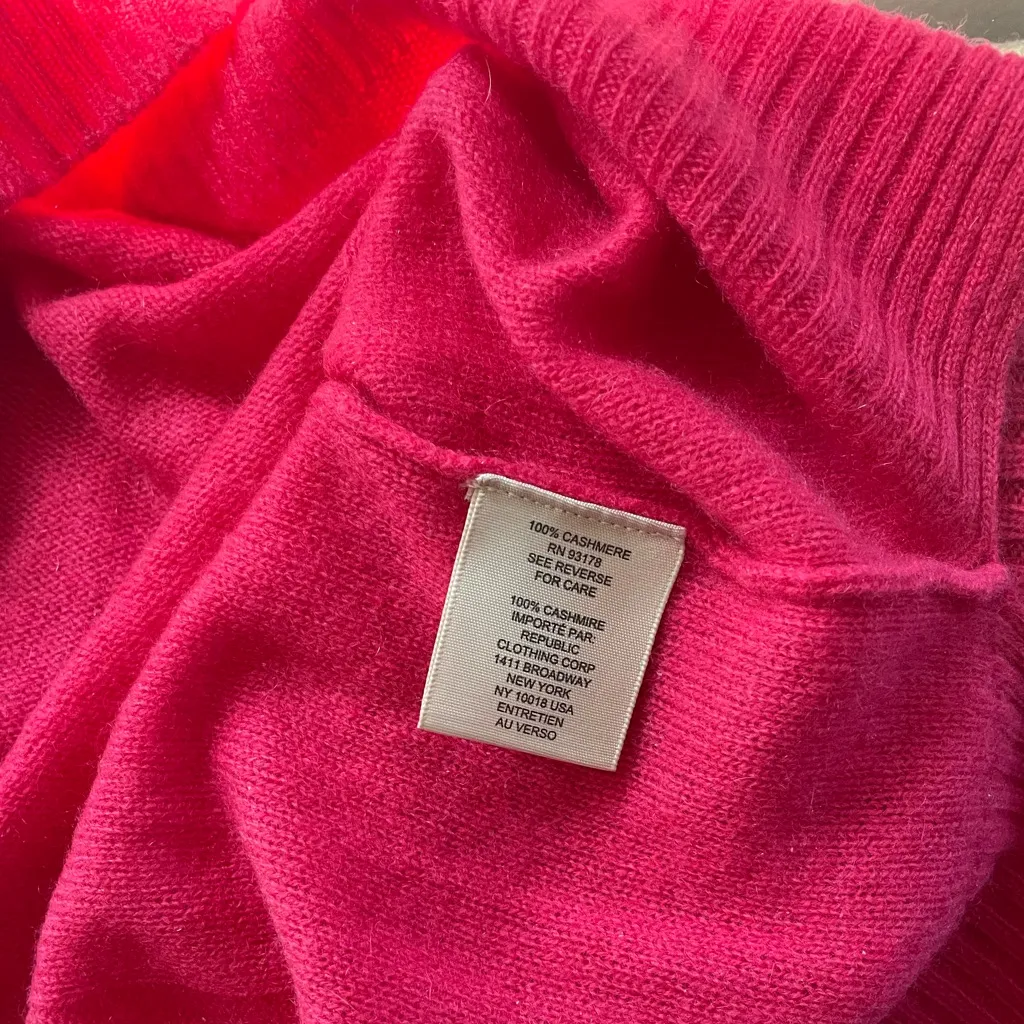 100% CASHMERE
RN 93178
SEE REVERSE
FOR CARE
100% CASHMIRE
IMPORTÉ PAR:
REPUBLIC
CLOTHING CORP
1411 BROADWAY
NEW YORK
NY 10018 USA
ENTRETIEN
AU VERSO